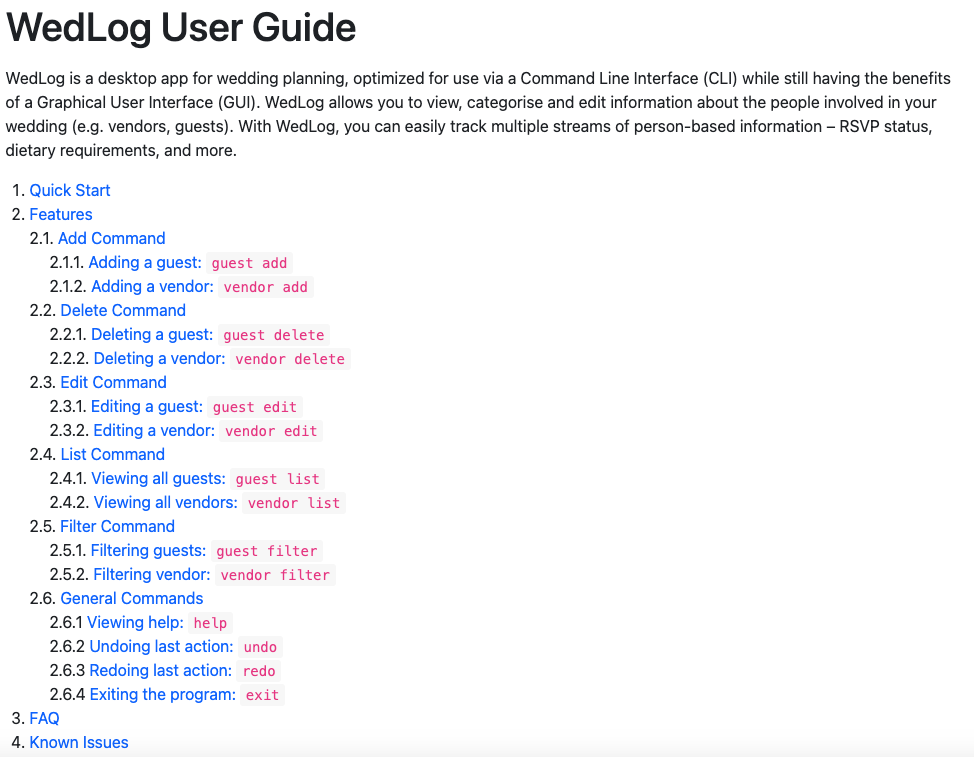 WedLog User Guide
WedLog is a desktop app for wedding planning, optimized for use via a Command Line Interface (CLI) while still having the benefits
of a Graphical User Interface (GUI). WedLog allows you to view, categorise and edit information about the people involved in your
wedding (e.g. vendors, guests). With WedLog, you can easily track multiple streams of person-based information – RSVP status,
dietary requirements, and more.
1. Quick Start
2. Features
2.1. Add Command
2.1.1. Adding a guest: guest add
2.1.2. Adding a vendor: vendor add
2.2. Delete Command
2.2.1. Deleting a guest: guest delete
2.2.2. Deleting a vendor: vendor delete
2.3. Edit Command
2.3.1. Editing a guest: guest edit
2.3.2. Editing a vendor: vendor edit
2.4. List Command
2.4.1. Viewing all guests: guest list
2.4.2. Viewing all vendors: vendor list
2.5. Filter Command
2.5.1. Filtering guests: guest filter
2.5.2. Filtering vendor: vendor filter
2.6. General Commands
2.6.1 Viewing help: help
2.6.2 Undoing last action: undo
2.6.3 Redoing last action: redo
2.6.4 Exiting the program: exit
3. FAQ
4. Known Issues